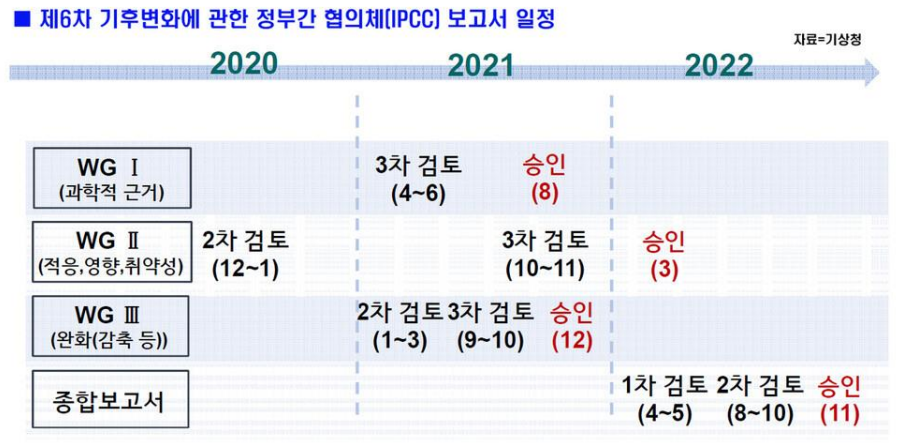 ■ 제6차 기후변화에 관한 정부간 협의체(IPCC) 보고서 일정
자료=기상청
2020 2021 2022
WG Ⅰ
(과학적 근거)
3차 검토 승인
(4~6) (8)
WG Ⅱ
(적응,영향,취약성)
2차 검토 3차 검토 승인
(12~1) (10~11) (3)
WG Ⅲ
(완화(감축 등))
2차 검토 3차 검토 승인
(1~3) (9~10) (12)
종합보고서
1차 검토 2차 검토 승인
(4~5) (8~10) (11)